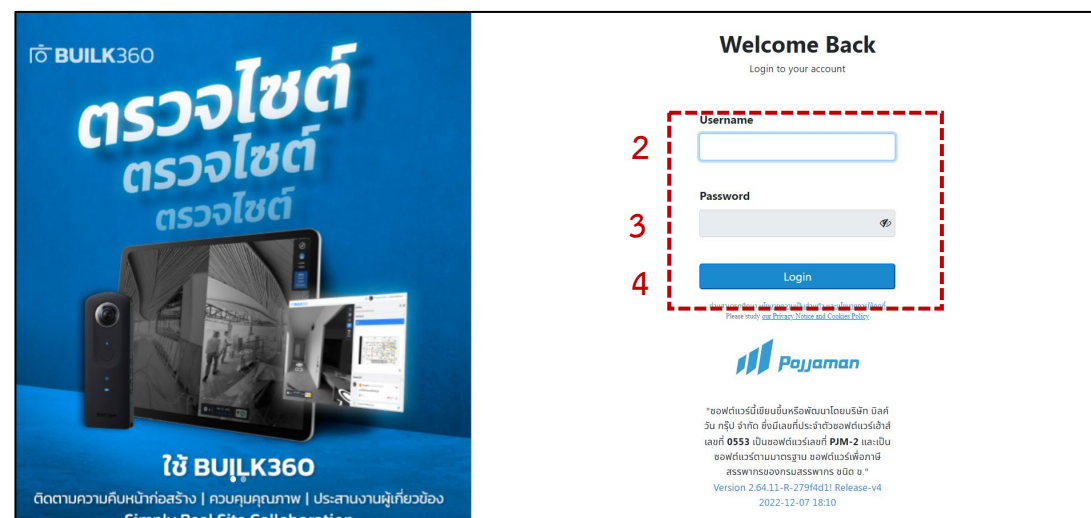 BUILK360
ตรวจไซต์
ตรวจไซต์
ตรวจไซต์
ใช้ BUILK360
ติดตามความคืบหน้าก่อสร้าง | ควบคุมคุณภาพ | ประสานงานผู้เกี่ยวข้อง
Simply Real Site Collaboration
Welcome Back
Login to your account
2
Username
3
Password
4
Login
Please study our Privacy Notice and Cookies Policy
Pojjaman
"ซอฟต์แวร์นี้เขียนขึ้นหรือพัฒนาโดยบริษัท บิลค์
วัน กรุ๊ป จำกัด ซึ่งมีเลขที่ประจำตัวซอฟต์แวร์เฮ้าส์
เลขที่ 0553 เป็นซอฟต์แวร์เลขที่ PJM-2 และเป็น
ซอฟต์แวร์ตามมาตรฐาน ซอฟต์แวร์เพื่อภาษี
สรรพากรของกรมสรรพากร ชนิด ข."
Version 2.64.11-R-279f4d1! Release-v4
2022-12-07 18:10